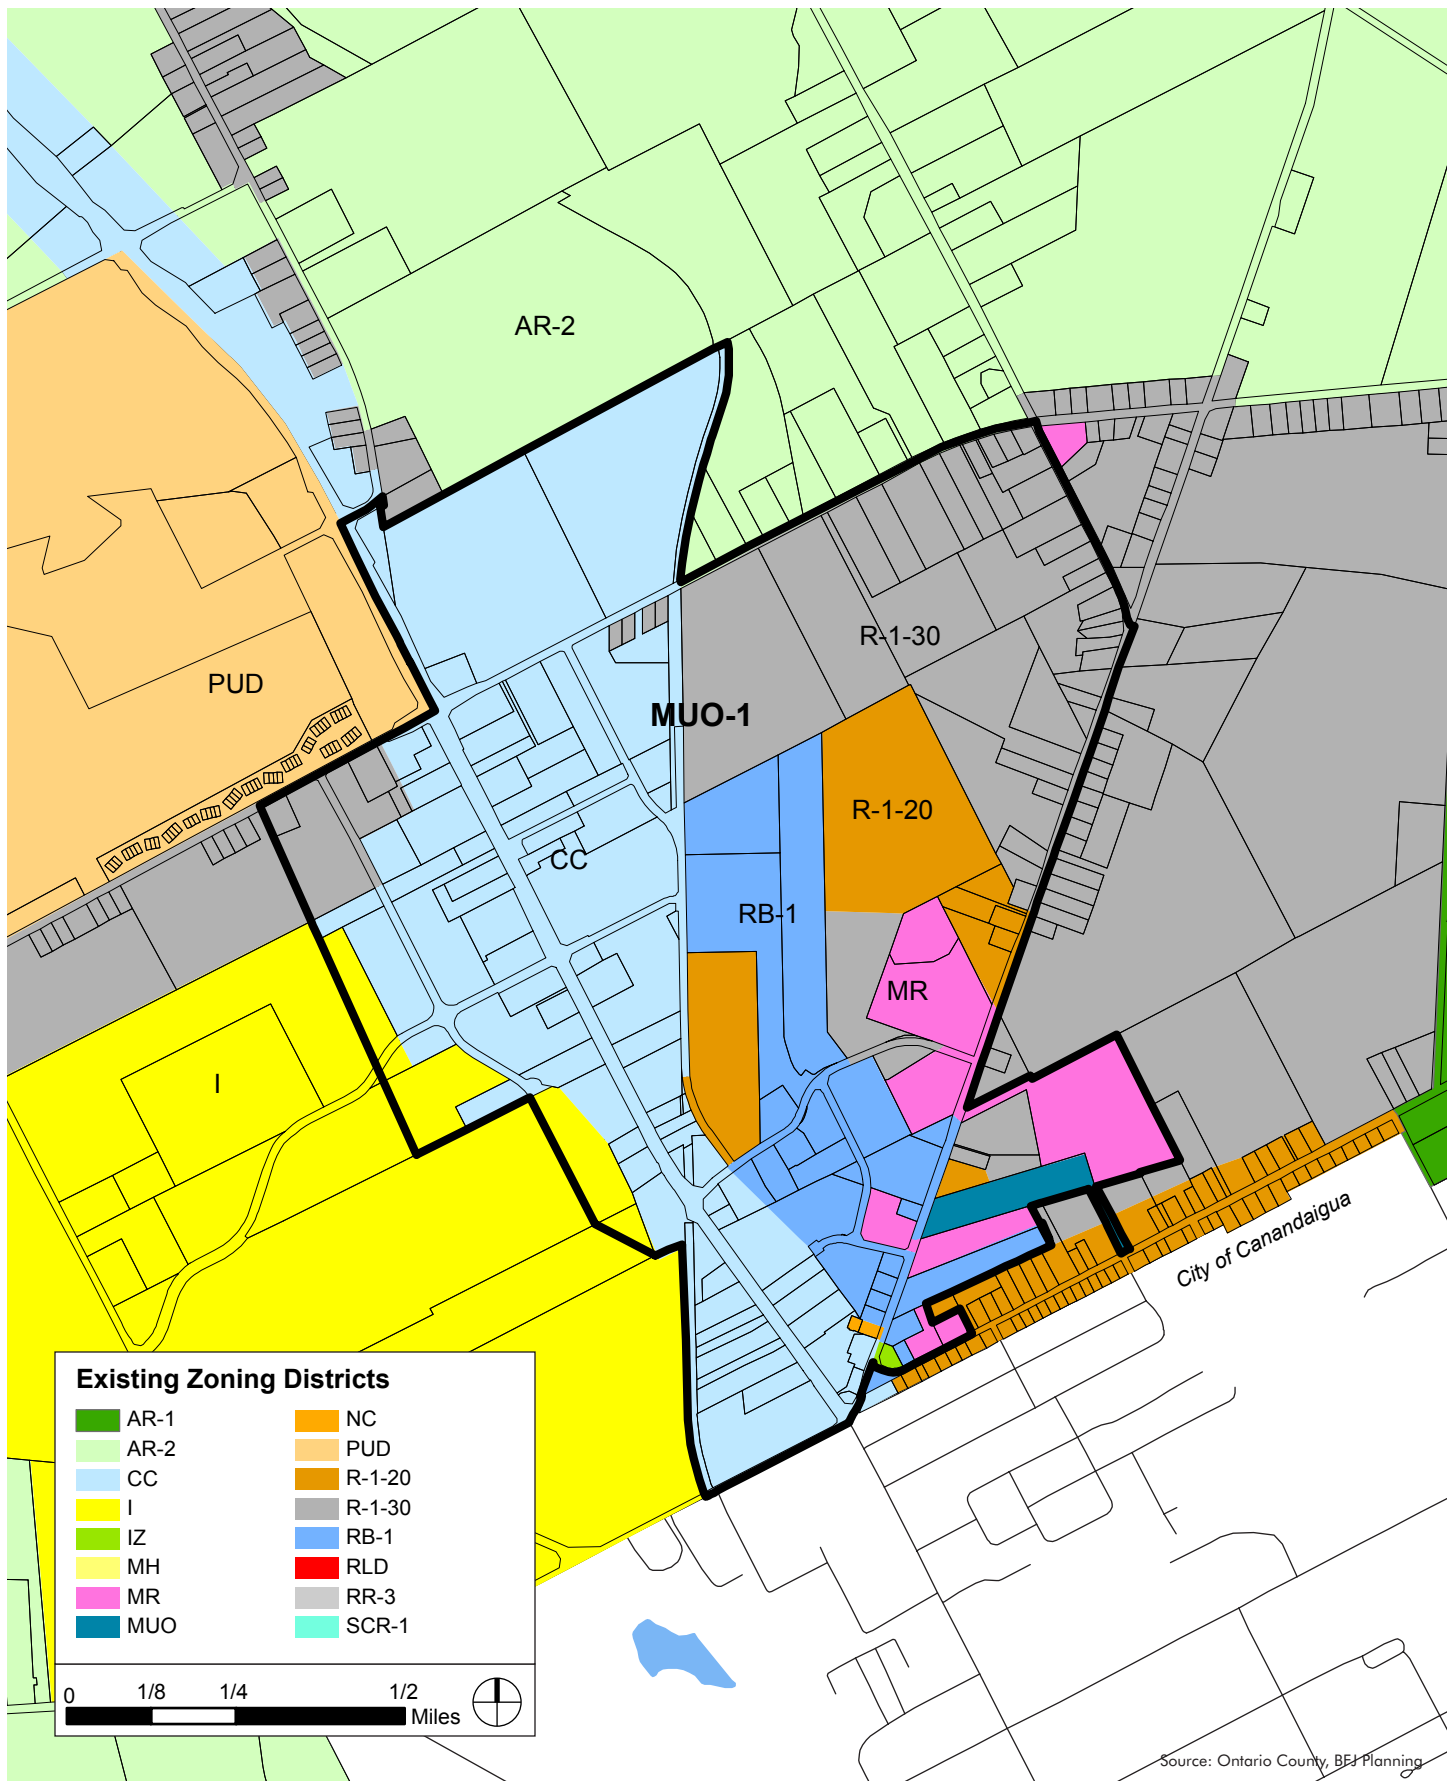 AR-2
R-1-30
PUD
MUO-1
R-1-20
CC
RB-1
MR
I
City of Canandaigua
Existing Zoning Districts
AR-1
AR-2
CC
I
IZ
MH
MR
MUO
NC
PUD
R-1-20
R-1-30
RB-1
RLD
RR-3
SCR-1
0 1/8 1/4 1/2
Miles
Source: Ontario County, BFJ Planning